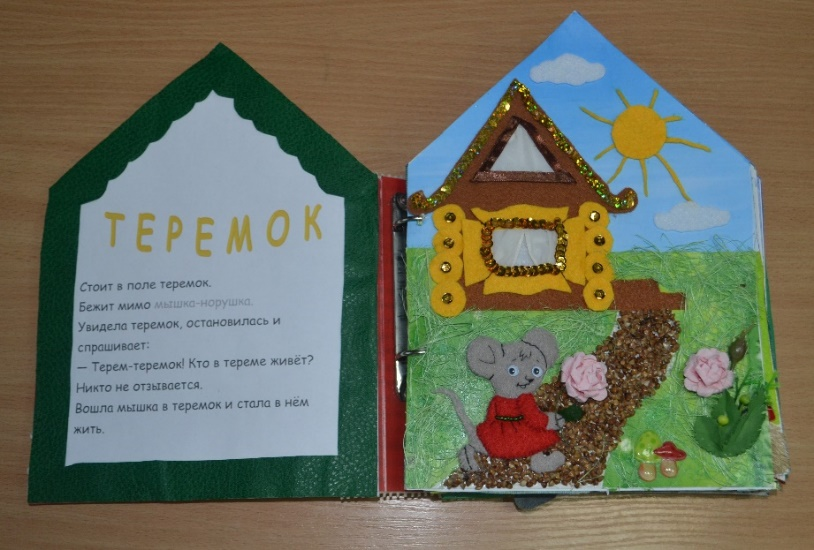 ТЕРЕМОК
Стоит в поле теремок.
Бежит мимо мышка-норушка.
Увидела теремок, остановилась и
спрашивает:
— Терем-теремок! Кто в тереме живёт?
Никто не отзывается.
Вошла мышка в теремок и стала в нём
жить.